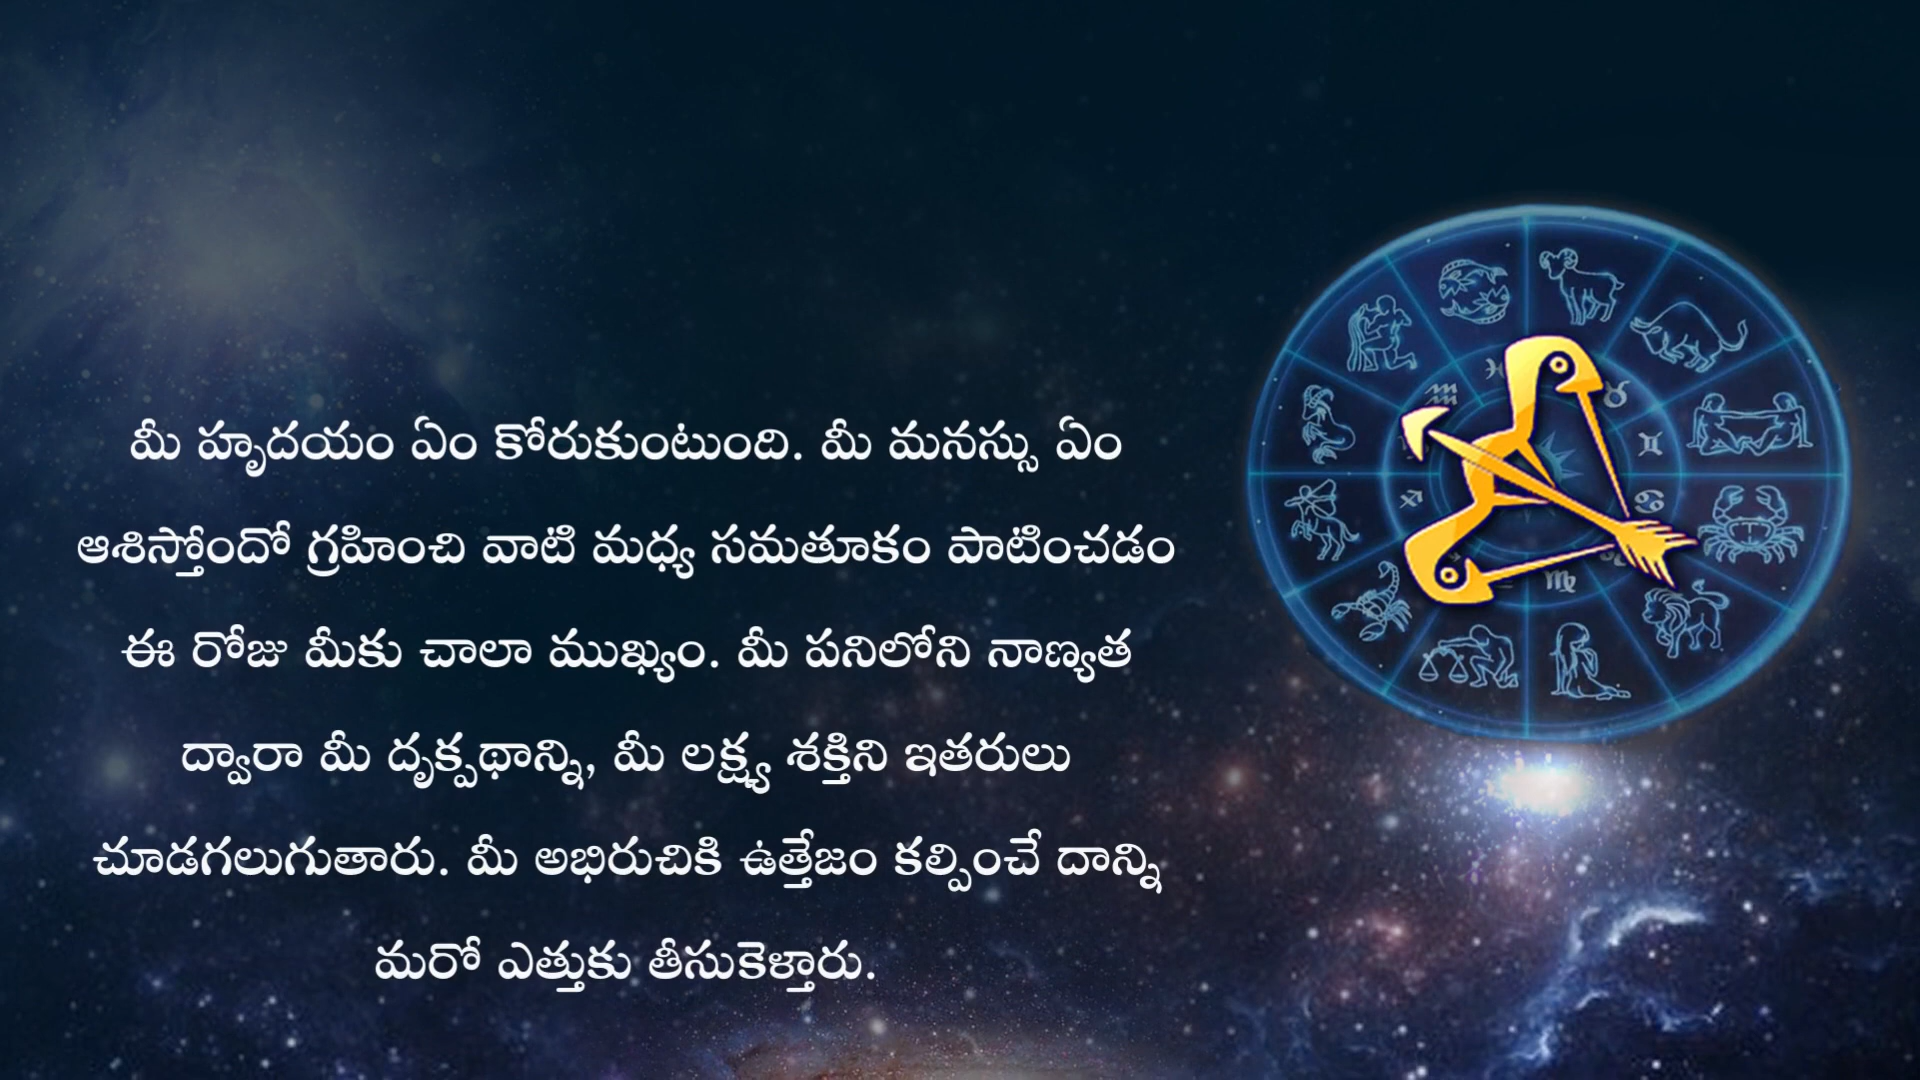 మీ హృదయం ఏం కోరుకుంటుంది. మీ మనస్సు ఏం
ఆశిస్తోందో గ్రహించి వాటి మధ్య సమతూకం పాటించడం
ఈ రోజు మీకు చాలా ముఖ్యం. మీ పనిలోని నాణ్యత
ద్వారా మీ దృక్పథాన్ని, మీ లక్ష్య శక్తిని ఇతరులు
చూడగలుగుతారు. మీ అభిరుచికి ఉత్తేజం కల్పించే దాన్ని
మరో ఎత్తుకు తీసుకెళ్తారు.